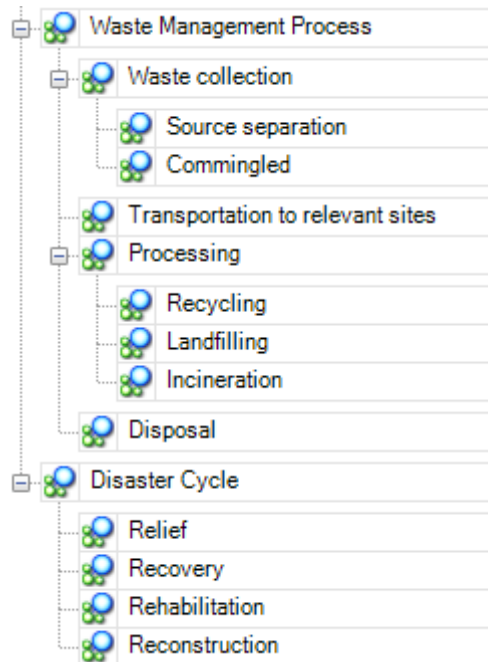 Waste Management Process
Waste collection
Source separation
Commingled
Transportation to relevant sites
Processing
Recycling
Landfilling
Incineration
Disposal
Disaster Cycle
Relief
Recovery
Rehabilitation
Reconstruction